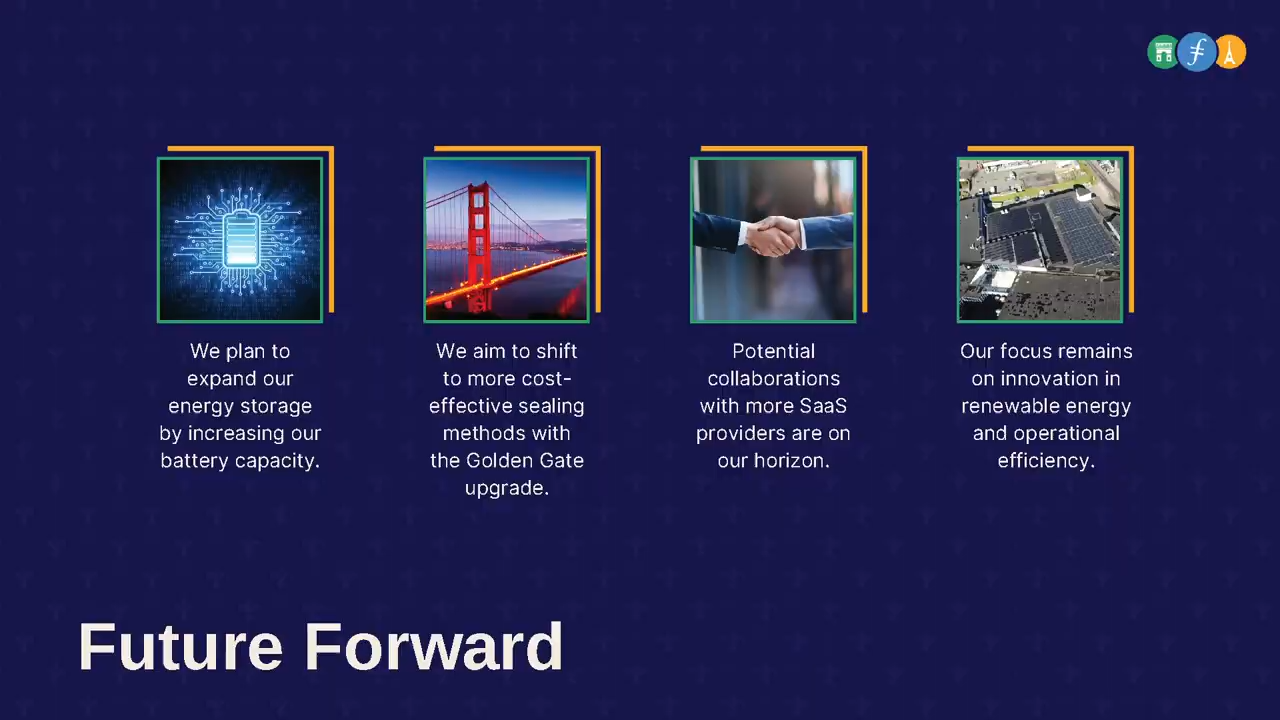 We plan to
expand our
energy storage
by increasing our
battery capacity.
We aim to shift
to more cost-
effective sealing
methods with
the Golden Gate
upgrade.
Potential
collaborations
with more SaaS
providers are on
our horizon.
Our focus remains
on innovation in
renewable energy
and operational
efficiency.
Future Forward